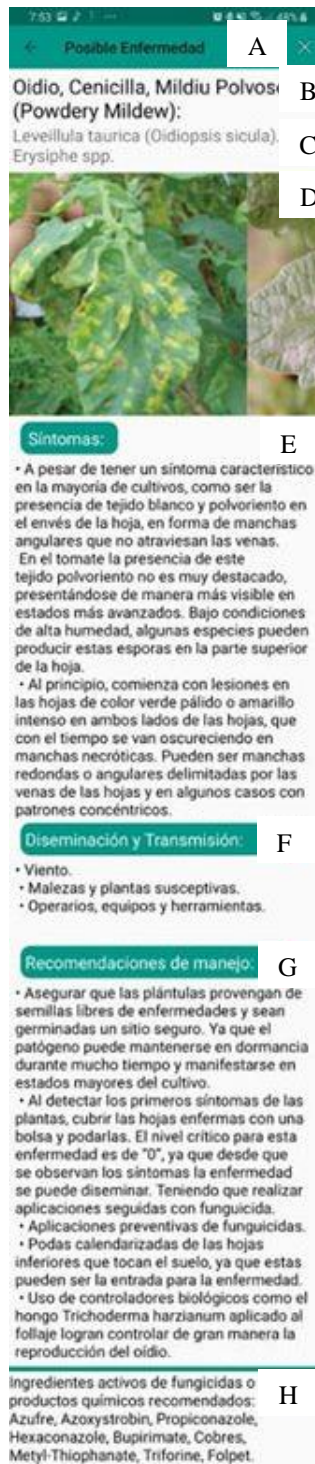 7:53
48%
Posible Enfermedad
A
Oidio, Cenicilla, Mildiu Polvos
B
(Powdery Mildew):
Leveillula taurica (Oidiopsis sicula).
C
Erysiphe spp.
D
Síntomas:
E
• A pesar de tener un síntoma característico
en la mayoría de cultivos, como ser la
presencia de tejido blanco y polvoriento en
el envés de la hoja, en forma de manchas
angulares que no atraviesan las venas.
En el tomate la presencia de este
tejido polvoriento no es muy destacado,
presentándose de manera más visible en
estados más avanzados. Bajo condiciones
de alta humedad, algunas especies pueden
producir estas esporas en la parte superior
de la hoja.
• Al principio, comienza con lesiones en
las hojas de color verde pálido o amarillo
intenso en ambos lados de las hojas, que
con el tiempo se van oscureciendo en
manchas necróticas. Pueden ser manchas
redondas o angulares delimitadas por las
venas de las hojas y en algunos casos con
patrones concéntricos.
Diseminación y Transmisión:
F
• Viento.
• Malezas y plantas susceptivas.
• Operarios, equipos y herramientas.
Recomendaciones de manejo:
G
• Asegurar que las plántulas provengan de
semillas libres de enfermedades y sean
germinadas un sitio seguro. Ya que el
patógeno puede mantenerse en dormancia
durante mucho tiempo y manifestarse en
estados mayores del cultivo.
• Al detectar los primeros síntomas de las
plantas, cubrir las hojas enfermas con una
bolsa y podarlas. El nivel crítico para esta
enfermedad es de "0", ya que desde que
se observan los síntomas la enfermedad
se puede diseminar. Teniendo que realizar
aplicaciones seguidas con funguicida.
• Aplicaciones preventivas de funguicidas.
• Podas calendarizadas de las hojas
inferiores que tocan el suelo, ya que estas
pueden ser la entrada para la enfermedad.
• Uso de controladores biológicos como el
hongo Trichoderma harzianum aplicado al
follaje logran controlar de gran manera la
reproducción del oídio.
Ingredientes activos de fungicidas o
productos químicos recomendados:
H
Azufre, Azoxystrobin, Propiconazole,
Hexaconazole, Bupirimate, Cobres,
Metyl-Thiophanate, Triforine, Folpet.